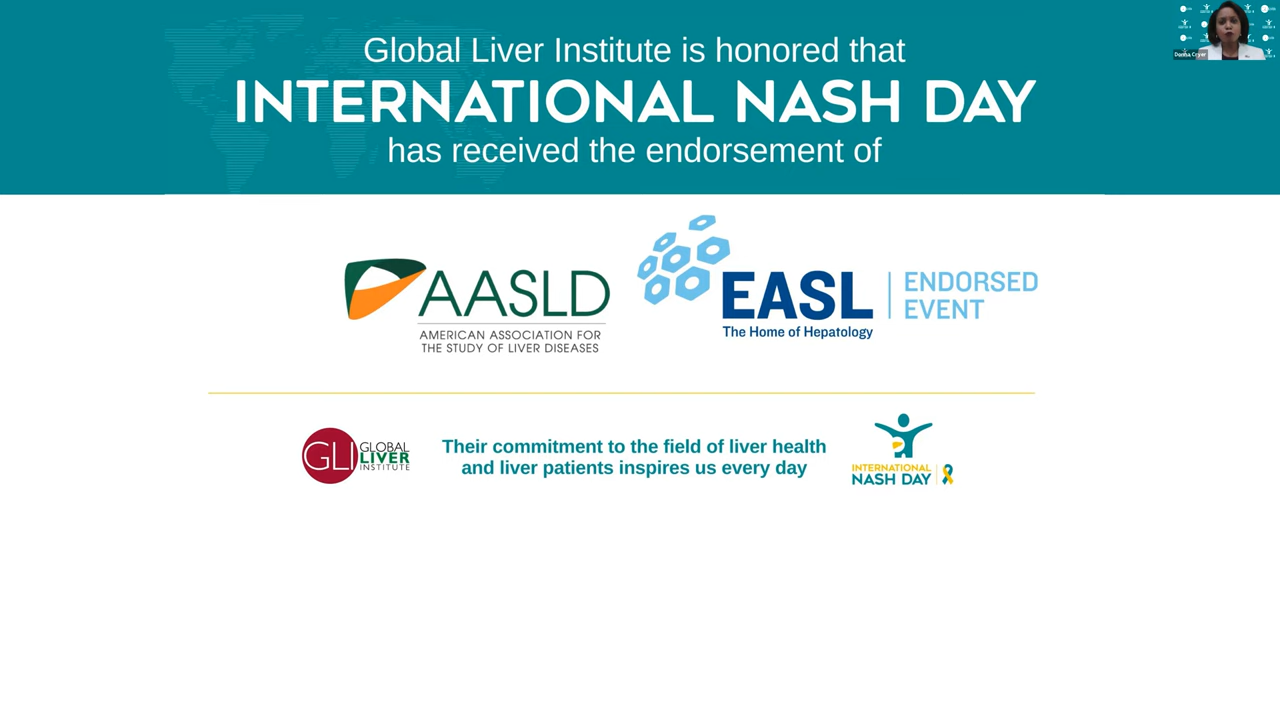 Global Liver Institute is honored that
INTERNATIONAL NASH DAY
has received the endorsement of
Donna Cryer
AASLD
AMERICAN ASSOCIATION FOR
THE STUDY OF LIVER DISEASES
EASL
The Home of Hepatology
ENDORSED
EVENT
GLI
GLOBAL
LIVER
INSTITUTE
Their commitment to the field of liver health
and liver patients inspires us every day
INTERNATIONAL
NASH DAY